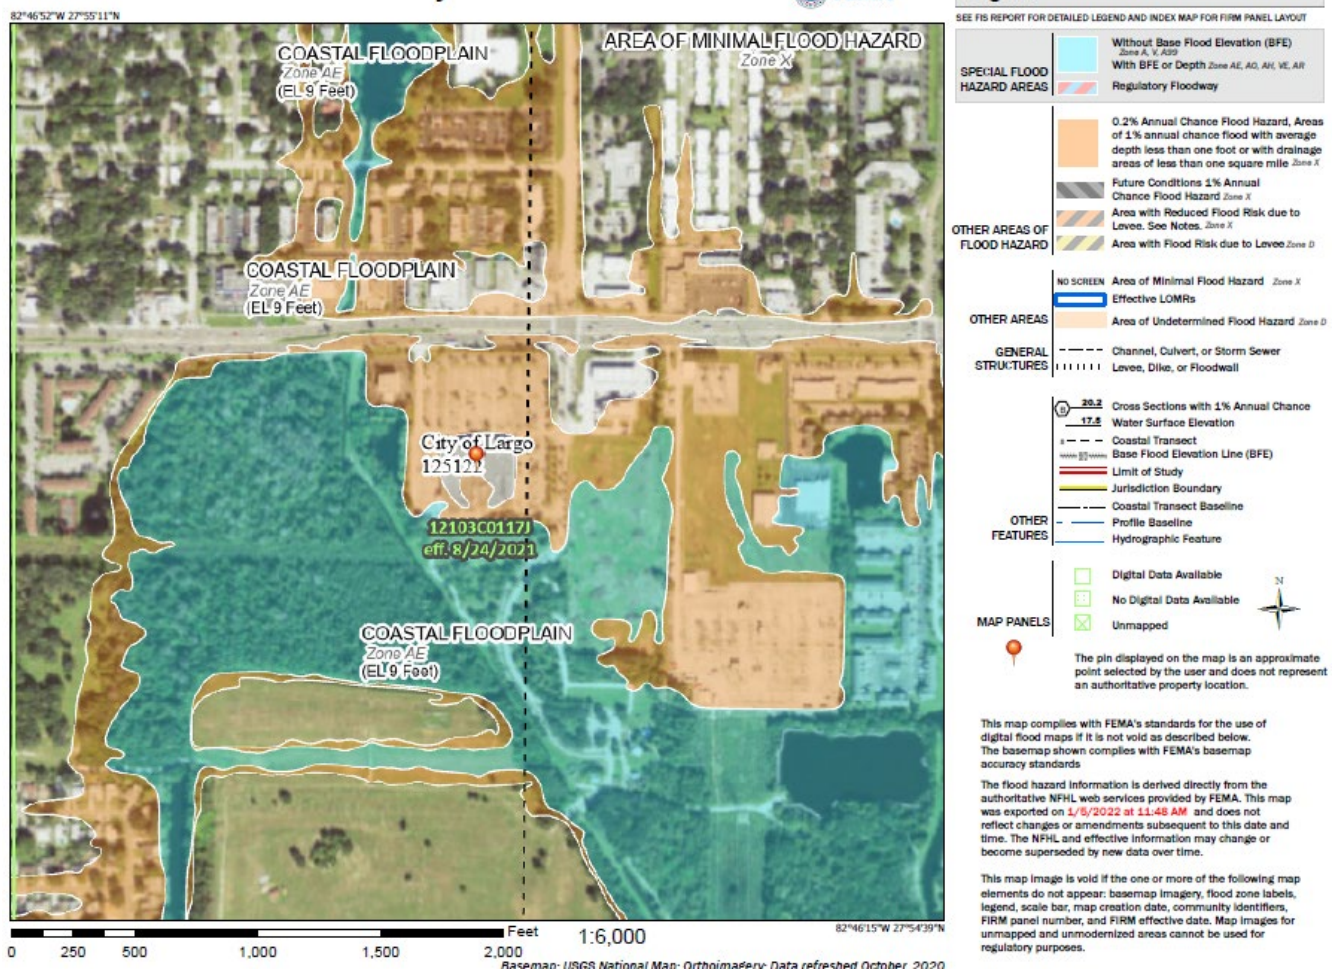 82°46'52"W 27°55'11"N
COASTAL FLOODPLAIN
Zone AE
(EL 9 Feet)
AREA OF MINIMAL FLOOD HAZARD
Zone X
COASTAL FLOODPLAIN
Zone AE
(EL 9 Feet)
City of Largo
125122
12103C0117J
eff. 8/24/2021
COASTAL FLOODPLAIN
Zone AE
(EL 9 Feet)
82°46'15"W 27°54'39"N
Feet
1:6,000
0 250 500 1,000 1,500 2,000
Basemap: USGS National Map: Orthoimagery: Data refreshed October, 2020
SEE FIS REPORT FOR DETAILED LEGEND AND INDEX MAP FOR FIRM PANEL LAYOUT
SPECIAL FLOOD
HAZARD AREAS
Without Base Flood Elevation (BFE)
Zone A, V, A99
With BFE or Depth Zone AE, AO, AH, VE, AR
Regulatory Floodway
OTHER AREAS OF
FLOOD HAZARD
0.2% Annual Chance Flood Hazard, Areas
of 1% annual chance flood with average
depth less than one foot or with drainage
areas of less than one square mile Zone X
Future Conditions 1% Annual
Chance Flood Hazard Zone X
Area with Reduced Flood Risk due to
Levee. See Notes. Zone X
Area with Flood Risk due to Levee Zone D
OTHER AREAS
NO SCREEN Area of Minimal Flood Hazard Zone X
Effective LOMRs
Area of Undetermined Flood Hazard Zone D
GENERAL
STRUCTURES
Channel, Culvert, or Storm Sewer
Levee, Dike, or Floodwall
OTHER
FEATURES
B 20.2 Cross Sections with 1% Annual Chance
17.5 Water Surface Elevation
8 Coastal Transect
Base Flood Elevation Line (BFE)
Limit of Study
Jurisdiction Boundary
Coastal Transect Baseline
Profile Baseline
Hydrographic Feature
MAP PANELS
Digital Data Available
No Digital Data Available
Unmapped
N
The pin displayed on the map is an approximate
point selected by the user and does not represent
an authoritative property location.
This map complies with FEMA's standards for the use of
digital flood maps if it is not void as described below.
The basemap shown complies with FEMA's basemap
accuracy standards
The flood hazard information is derived directly from the
authoritative NFHL web services provided by FEMA. This map
was exported on 1/5/2022 at 11:48 AM and does not
reflect changes or amendments subsequent to this date and
time. The NFHL and effective information may change or
become superseded by new data over time.
This map image is void if the one or more of the following map
elements do not appear: basemap imagery, flood zone labels,
legend, scale bar, map creation date, community identifiers,
FIRM panel number, and FIRM effective date. Map images for
unmapped and unmodernized areas cannot be used for
regulatory purposes.